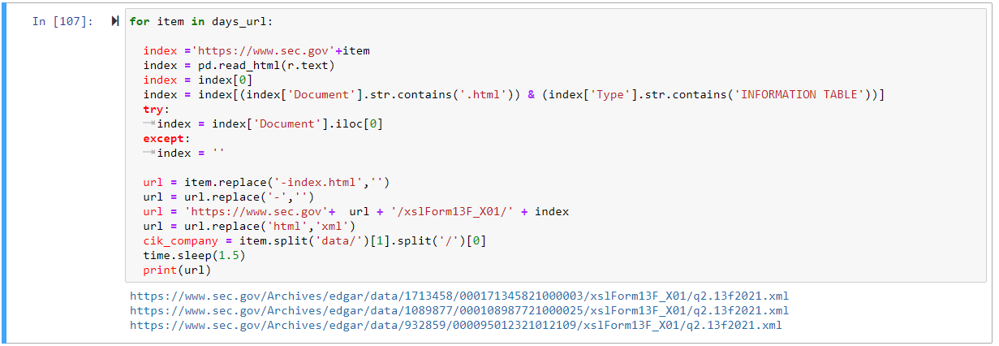 In [107]:
for item in days_url:
index ='https://www.sec.gov'+item
index = pd.read_html(r.text)
index = index[0]
index = index[(index['Document'].str.contains('.html')) & (index['Type'].str.contains('INFORMATION TABLE'))]
try:
index = index['Document'].iloc[0]
except:
index = ''
url = item.replace('-index.html','')
url = url.replace('-','')
url = 'https://www.sec.gov'+  url + '/xslForm13F_X01/' + index
url = url.replace('html','xml')
cik_company = item.split('data/')[1].split('/')[0]
time.sleep(1.5)
print(url)
https://www.sec.gov/Archives/edgar/data/1713458/000171345821000003/xslForm13F_X01/q2.13f2021.xml
https://www.sec.gov/Archives/edgar/data/1089877/000108987721000025/xslForm13F_X01/q2.13f2021.xml
https://www.sec.gov/Archives/edgar/data/932859/000095012321012109/xslForm13F_X01/q2.13f2021.xml